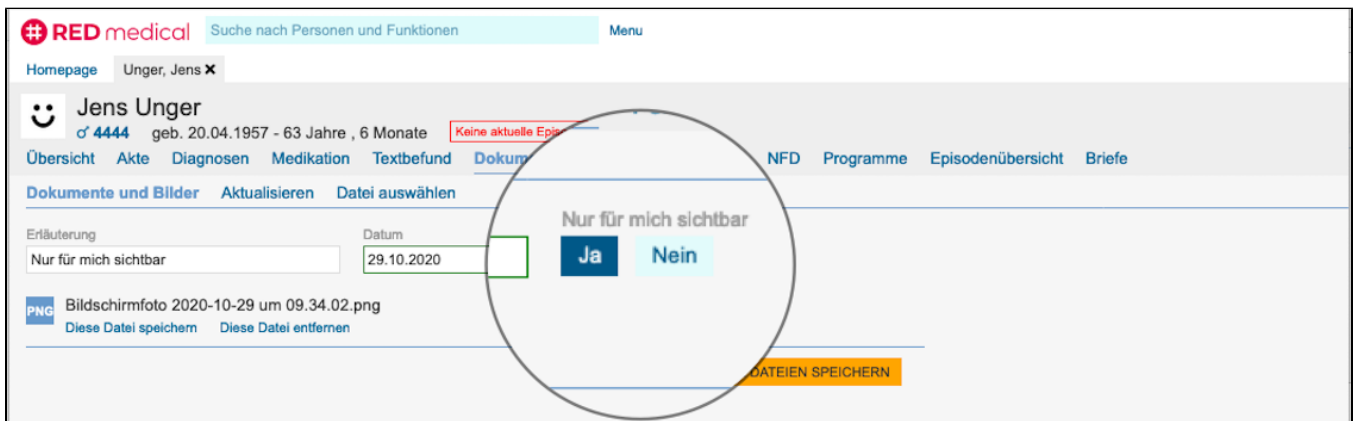 RED medical Suche nach Personen und Funktionen Menu
Homepage Unger, Jens ✖
Jens Unger
♂ 4444 geb. 20.04.1957 - 63 Jahre , 6 Monate Keine aktuelle
Übersicht Akte Diagnosen Medikation Textbefund Dokum NFD Programme Episodenübersicht Briefe
Dokumente und Bilder Aktualisieren Datei auswählen
Erläuterung Datum Nur für mich sichtbar
Nur für mich sichtbar 29.10.2020 Ja Nein
PNG Bildschirmfoto 2020-10-29 um 09.34.02.png
Diese Datei speichern Diese Datei entfernen
DATEIEN SPEICHERN